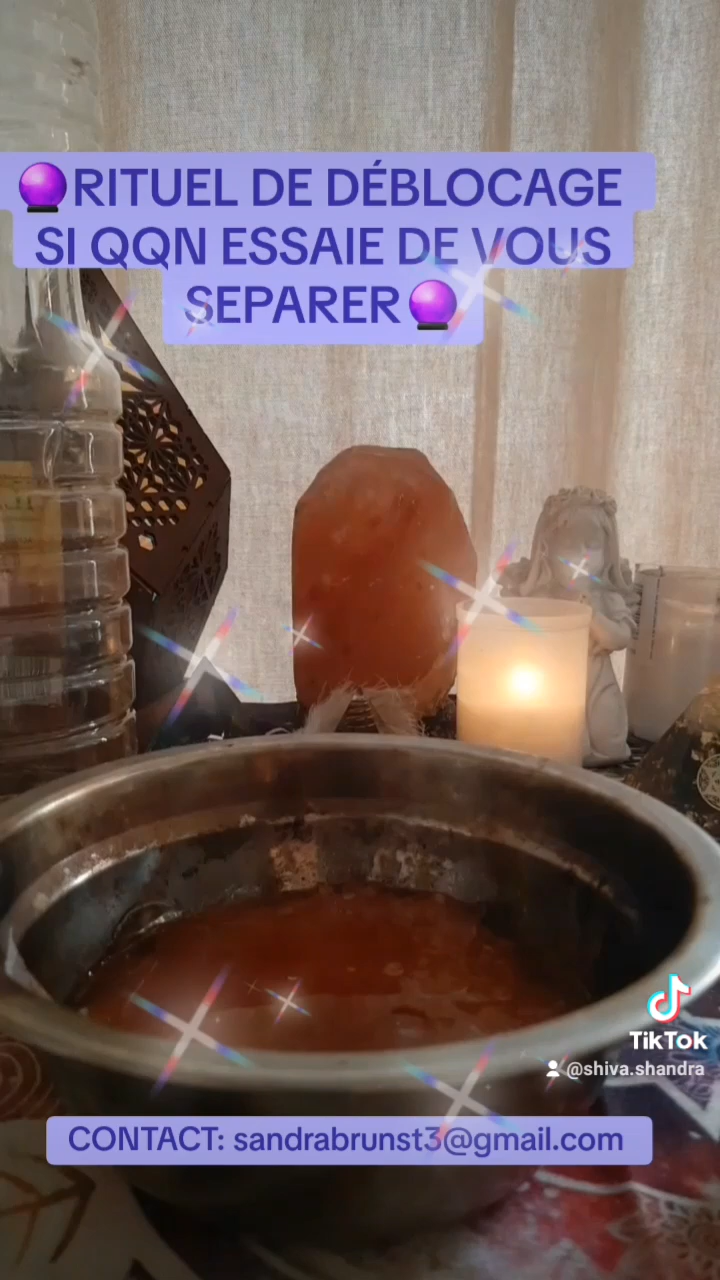 🔮RITUEL DE DÉBLOCAGE
SI QQN ESSAIE DE VOUS
SEPARER🔮
TikTok
@shiva.shandra
CONTACT: sandrabrunst3@gmail.com